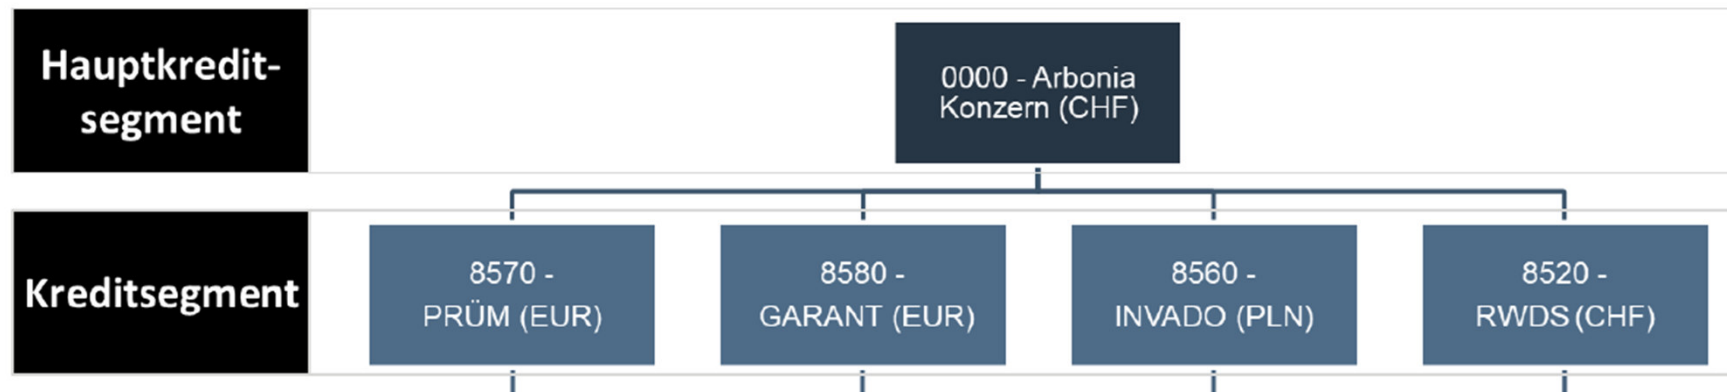 Hauptkredit-
segment
0000 - Arbonia
Konzern (CHF)
Kreditsegment
8570 -
PRÜM (EUR)
8580 -
GARANT (EUR)
8560 -
INVADO (PLN)
8520 -
RWDS (CHF)